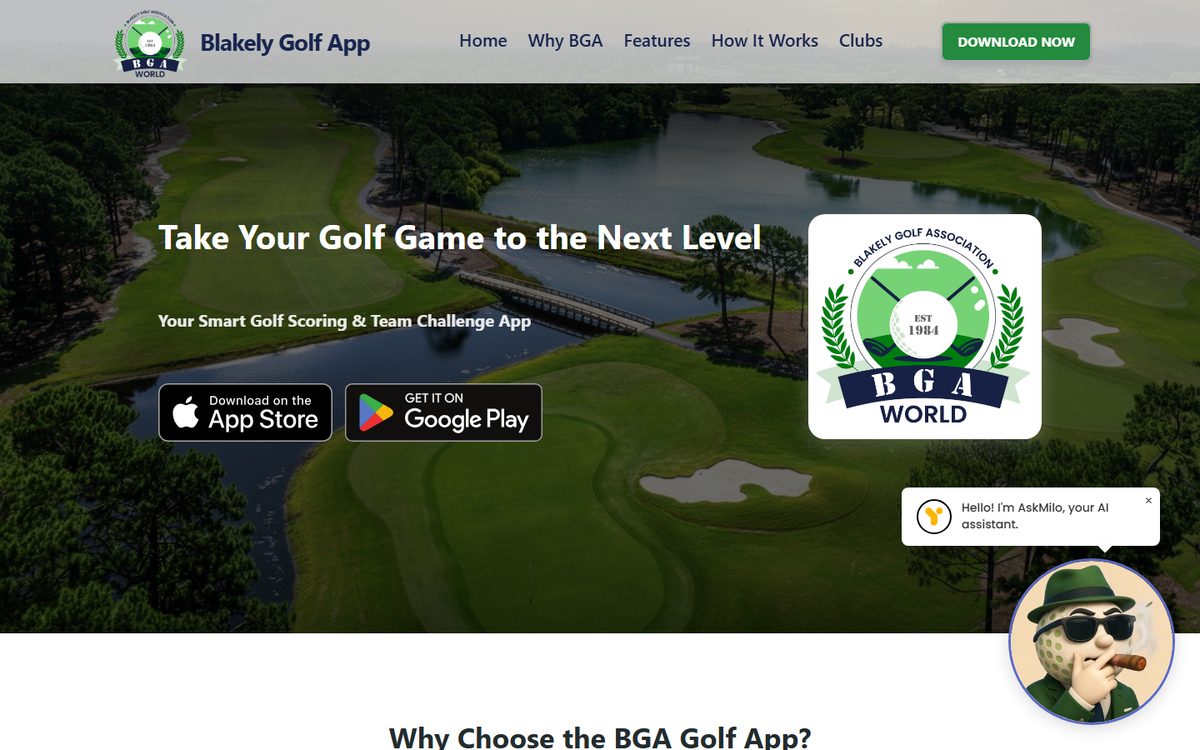 BLAKELY GOLF ASSOCIATION
EST
1984
BGA
WORLD
Blakely Golf App
Home
Why BGA
Features
How It Works
Clubs
DOWNLOAD NOW
Take Your Golf Game to the Next Level
Your Smart Golf Scoring & Team Challenge App
Download on the
App Store
GET IT ON
Google Play
BLAKELY GOLF ASSOCIATION
EST
1984
BGA
WORLD
Hello! I'm AskMilo, your AI
assistant.
×
Why Choose the BGA Golf App?